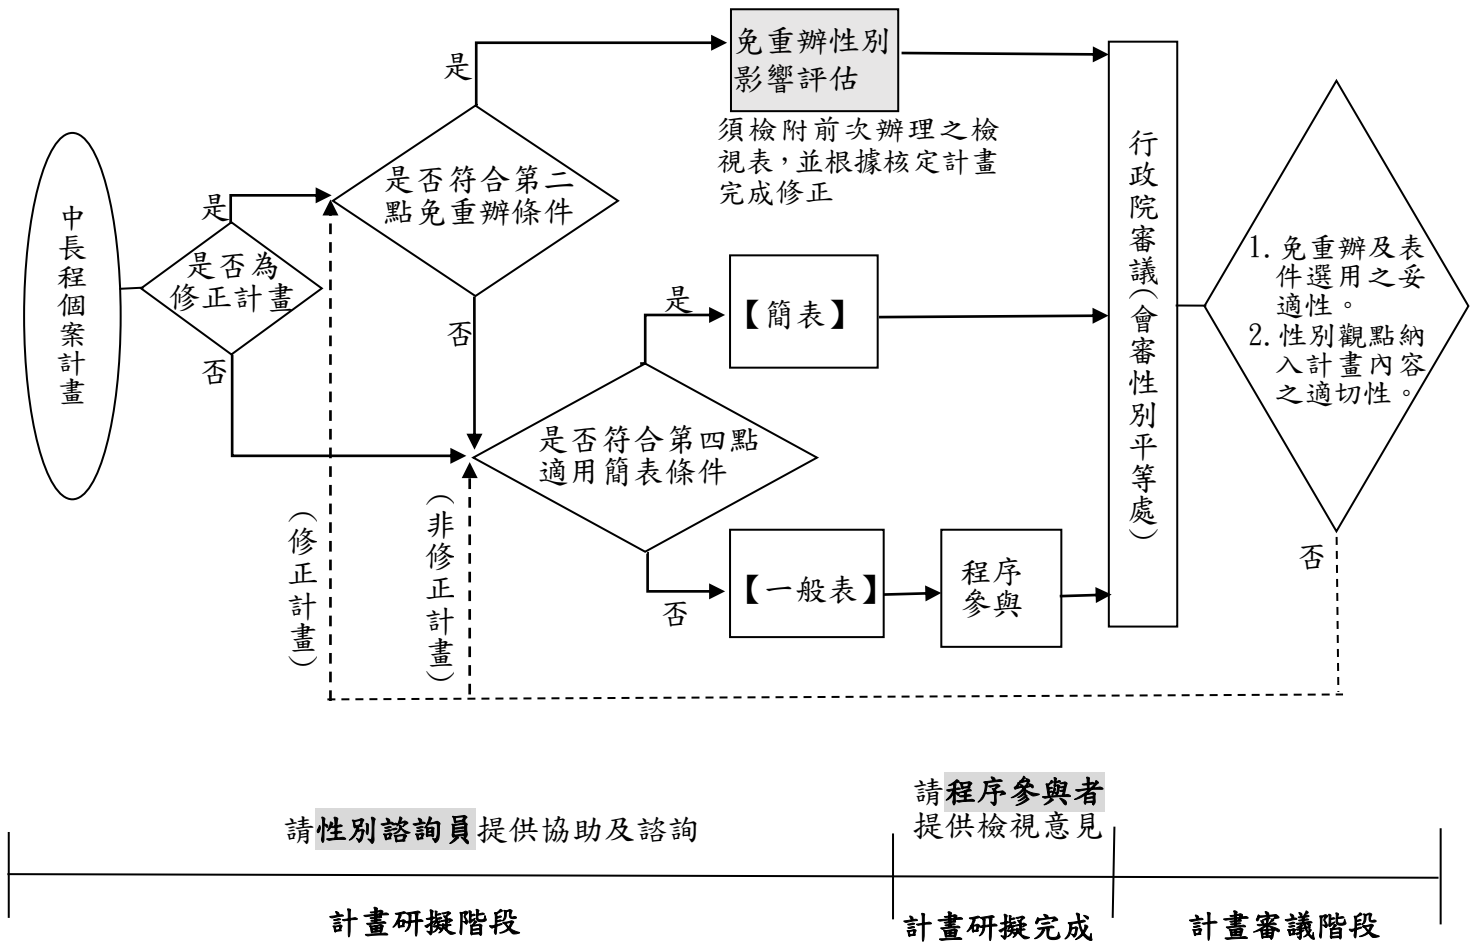 中長程個案計畫
是否為
修正計畫
是
否
是否符合第二
點免重辦條件
是
否
免重辦性別
影響評估
須檢附前次辦理之檢
視表，並根據核定計畫
完成修正
是否符合第四點
適用簡表條件
是
否
【簡表】
【一般表】
程序
參與
行政院審議（會審性別平等處）
1. 免重辦及表
件選用之妥
適性。
2. 性別觀點納
入計畫內容
之適切性。
否
（修正計畫）
（非修正計畫）
請性別諮詢員提供協助及諮詢
請程序參與者
提供檢視意見
計畫研擬階段
計畫研擬完成
計畫審議階段